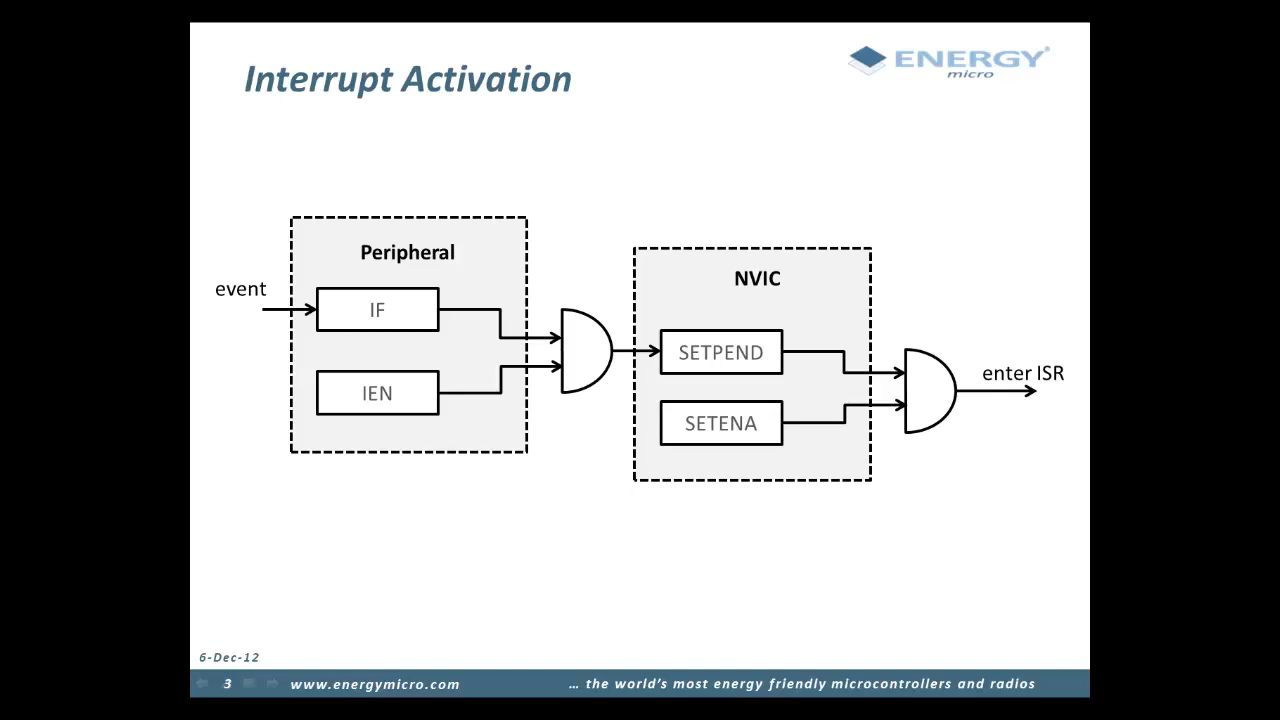 Interrupt Activation
ENERGY
micro
Peripheral
event
IF
IEN
NVIC
SETPEND
SETENA
enter ISR
6-Dec-12
3 www.energymicro.com … the world's most energy friendly microcontrollers and radios